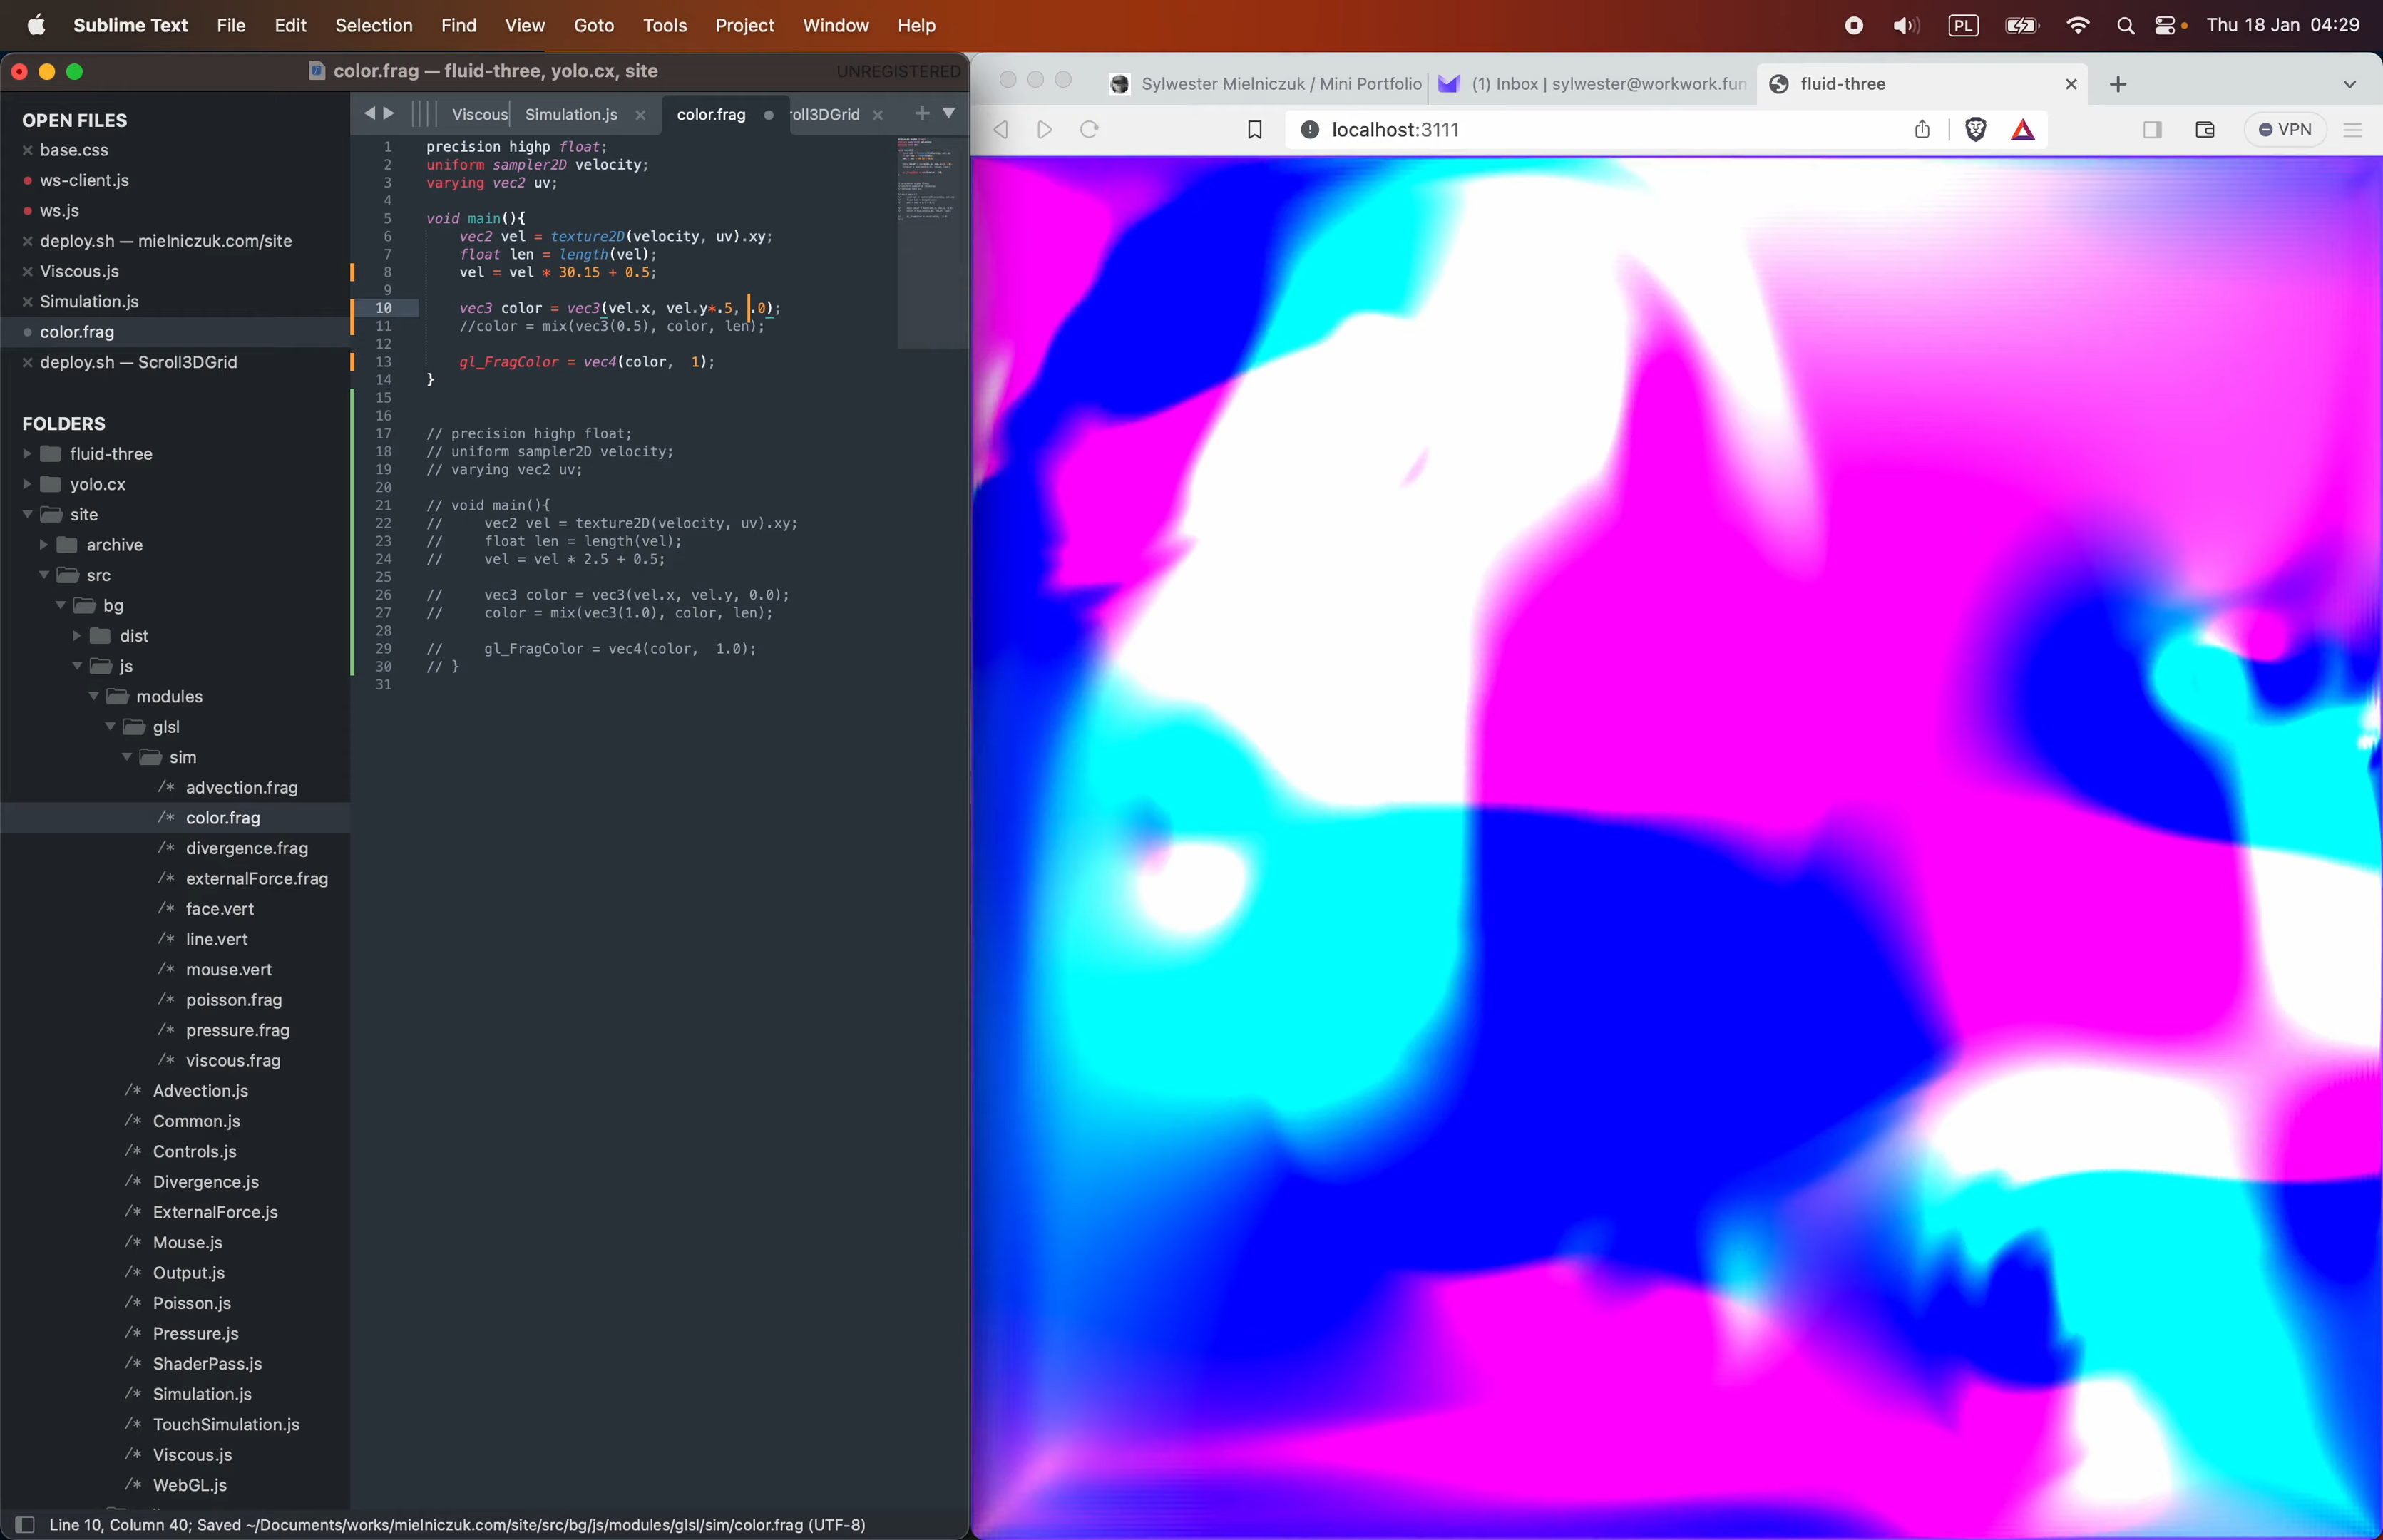 Sublime Text File Edit Selection Find View Goto Tools Project Window Help
PL
Thu 18 Jan 04:29
color.frag — fluid-three, yolo.cx, site
UNREGISTERED
OPEN FILES
base.css
ws-client.js
ws.js
deploy.sh — mielniczuk.com/site
Viscous.js
Simulation.js
color.frag
deploy.sh — Scroll3DGrid
FOLDERS
fluid-three
yolo.cx
site
archive
src
bg
dist
js
modules
glsl
sim
/* advection.frag
/* color.frag
/* divergence.frag
/* externalForce.frag
/* face.vert
/* line.vert
/* mouse.vert
/* poisson.frag
/* pressure.frag
/* viscous.frag
/* Advection.js
/* Common.js
/* Controls.js
/* Divergence.js
/* ExternalForce.js
/* Mouse.js
/* Output.js
/* Poisson.js
/* Pressure.js
/* ShaderPass.js
/* Simulation.js
/* TouchSimulation.js
/* Viscous.js
/* WebGL.js
Viscous Simulation.js color.frag roll3DGrid
1 precision highp float;
2 uniform sampler2D velocity;
3 varying vec2 uv;
4
5 void main(){
6 vec2 vel = texture2D(velocity, uv).xy;
7 float len = length(vel);
8 vel = vel * 30.15 + 0.5;
9
10 vec3 color = vec3(vel.x, vel.y*.5, .0);
11 //color = mix(vec3(0.5), color, len);
12
13 gl_FragColor = vec4(color, 1);
14 }
15
16
17 // precision highp float;
18 // uniform sampler2D velocity;
19 // varying vec2 uv;
20
21 // void main(){
22 // vec2 vel = texture2D(velocity, uv).xy;
23 // float len = length(vel);
24 // vel = vel * 2.5 + 0.5;
25
26 // vec3 color = vec3(vel.x, vel.y, 0.0);
27 // color = mix(vec3(1.0), color, len);
28
29 // gl_FragColor = vec4(color, 1.0);
30 // }
31
Line 10, Column 40; Saved ~/Documents/works/mielniczuk.com/site/src/bg/js/modules/glsl/sim/color.frag (UTF-8)
Sylwester Mielniczuk / Mini Portfolio
(1) Inbox | sylwester@workwork.fun
fluid-three
localhost:3111
VPN